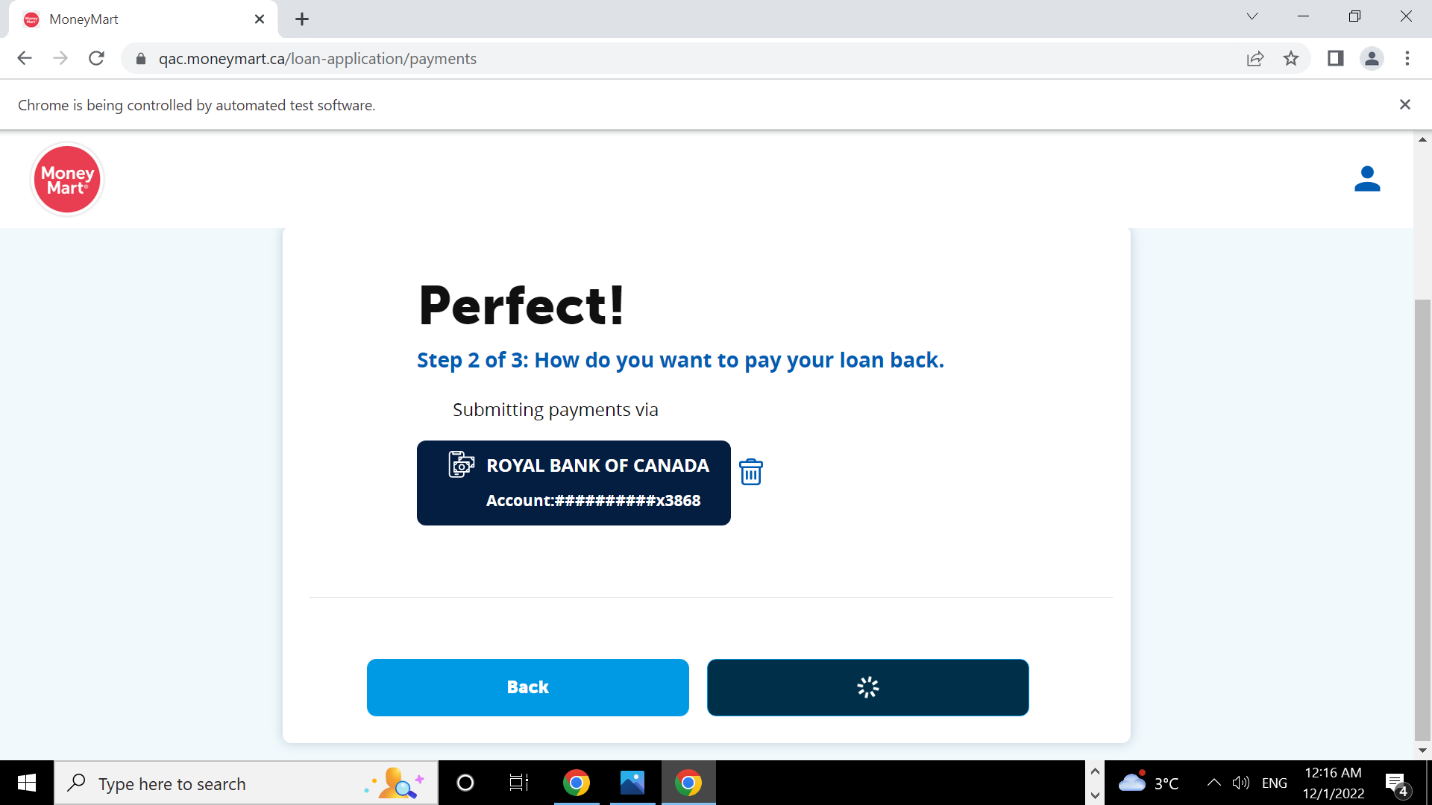 MoneyMart
qac.moneymart.ca/loan-application/payments
Chrome is being controlled by automated test software.
Money
Mart®
Perfect!
Step 2 of 3: How do you want to pay your loan back.
Submitting payments via
ROYAL BANK OF CANADA
Account:##########x3868
Back
Type here to search
3°C
ENG
12:16 AM
12/1/2022
4